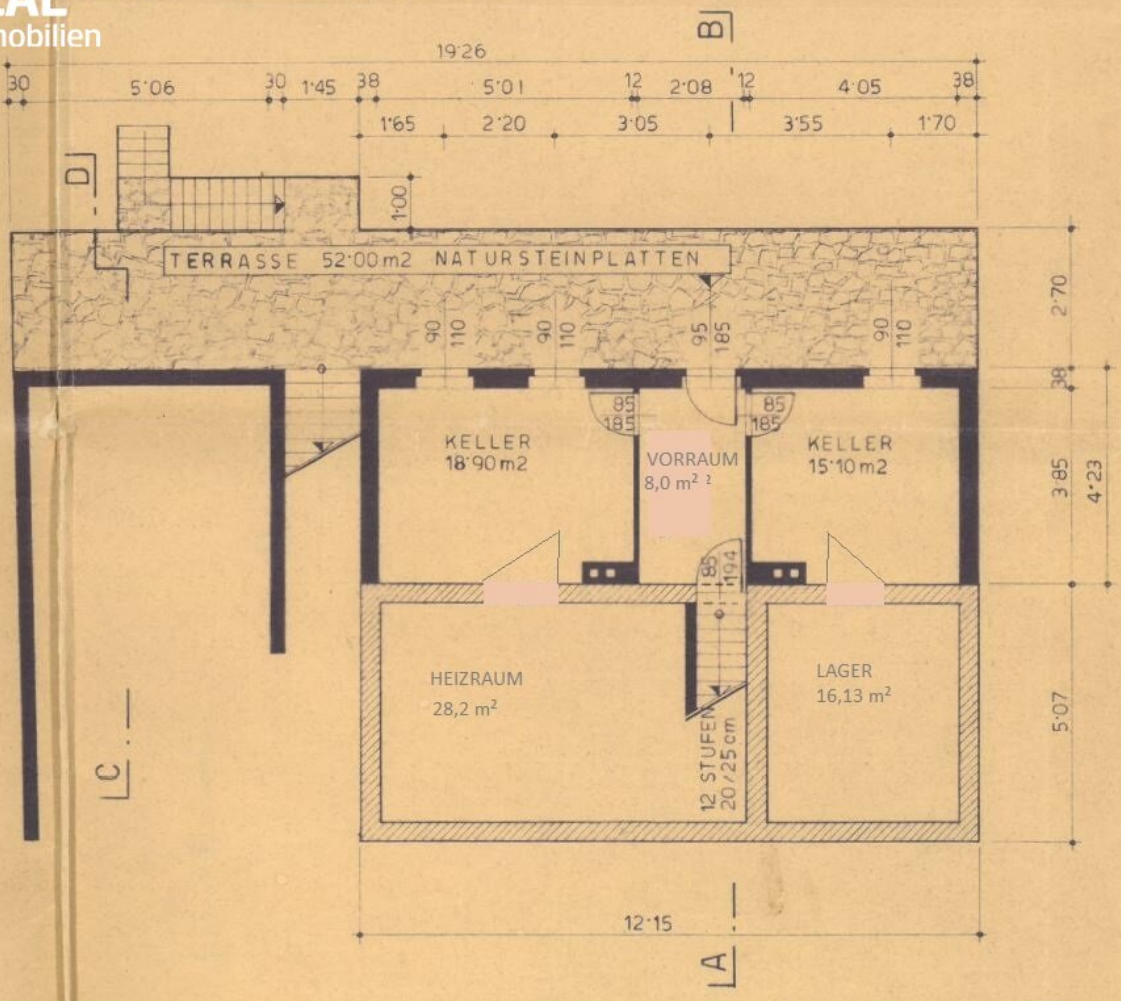 EAL
nobilien
B
19·26
30 5·06 30 1·45 38 5·01 12 2·08 12 4·05 38
1·65 2·20 3·05 3·55 1·70
D
1·00
TERRASSE 52·00 m2 NATURSTEINPLATTEN
2·70
90 110
90 110
95 185
90 110
38
85
185
85
185
KELLER
18·90 m2
VORRAUM
8,0 m² ²
KELLER
15·10 m2
3·85
4·23
85 194
HEIZRAUM
28,2 m²
LAGER
16,13 m²
12 STUFEN
20/25 cm
5·07
C
12·15
A